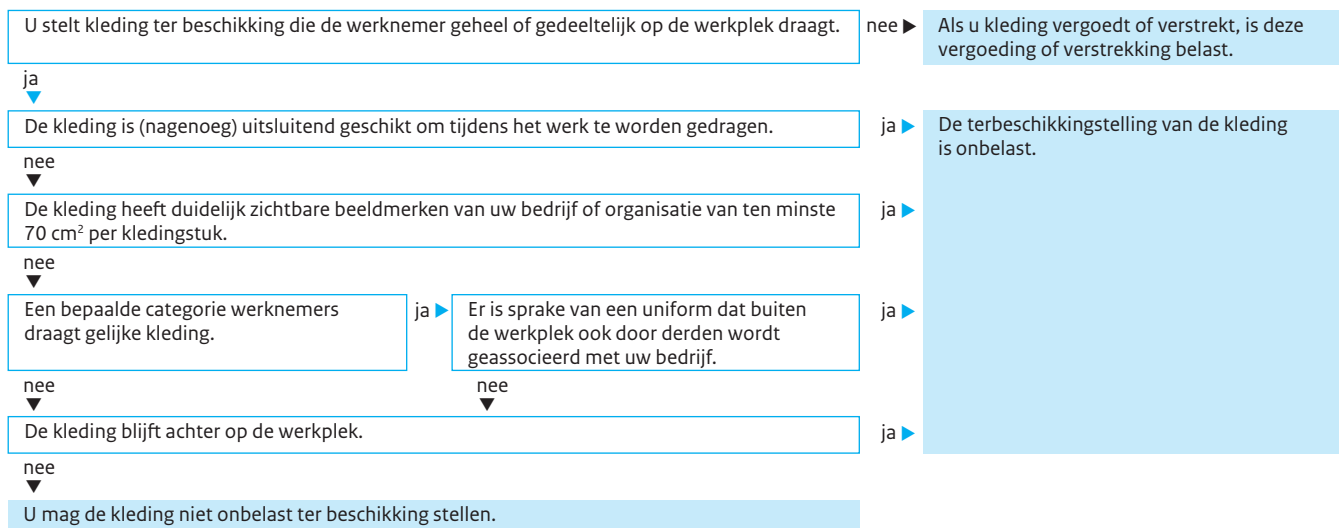 U stelt kleding ter beschikking die de werknemer geheel of gedeeltelijk op de werkplek draagt.
nee ▶
Als u kleding vergoedt of verstrekt, is deze
vergoeding of verstrekking belast.
ja
▼
De kleding is (nagenoeg) uitsluitend geschikt om tijdens het werk te worden gedragen.
ja ▶
De terbeschikkingstelling van de kleding
is onbelast.
nee
▼
De kleding heeft duidelijk zichtbare beeldmerken van uw bedrijf of organisatie van ten minste
70 cm² per kledingstuk.
ja ▶
nee
▼
Een bepaalde categorie werknemers
draagt gelijke kleding.
ja ▶
Er is sprake van een uniform dat buiten
de werkplek ook door derden wordt
geassocieerd met uw bedrijf.
ja ▶
nee
▼
nee
▼
De kleding blijft achter op de werkplek.
ja ▶
nee
▼
U mag de kleding niet onbelast ter beschikking stellen.